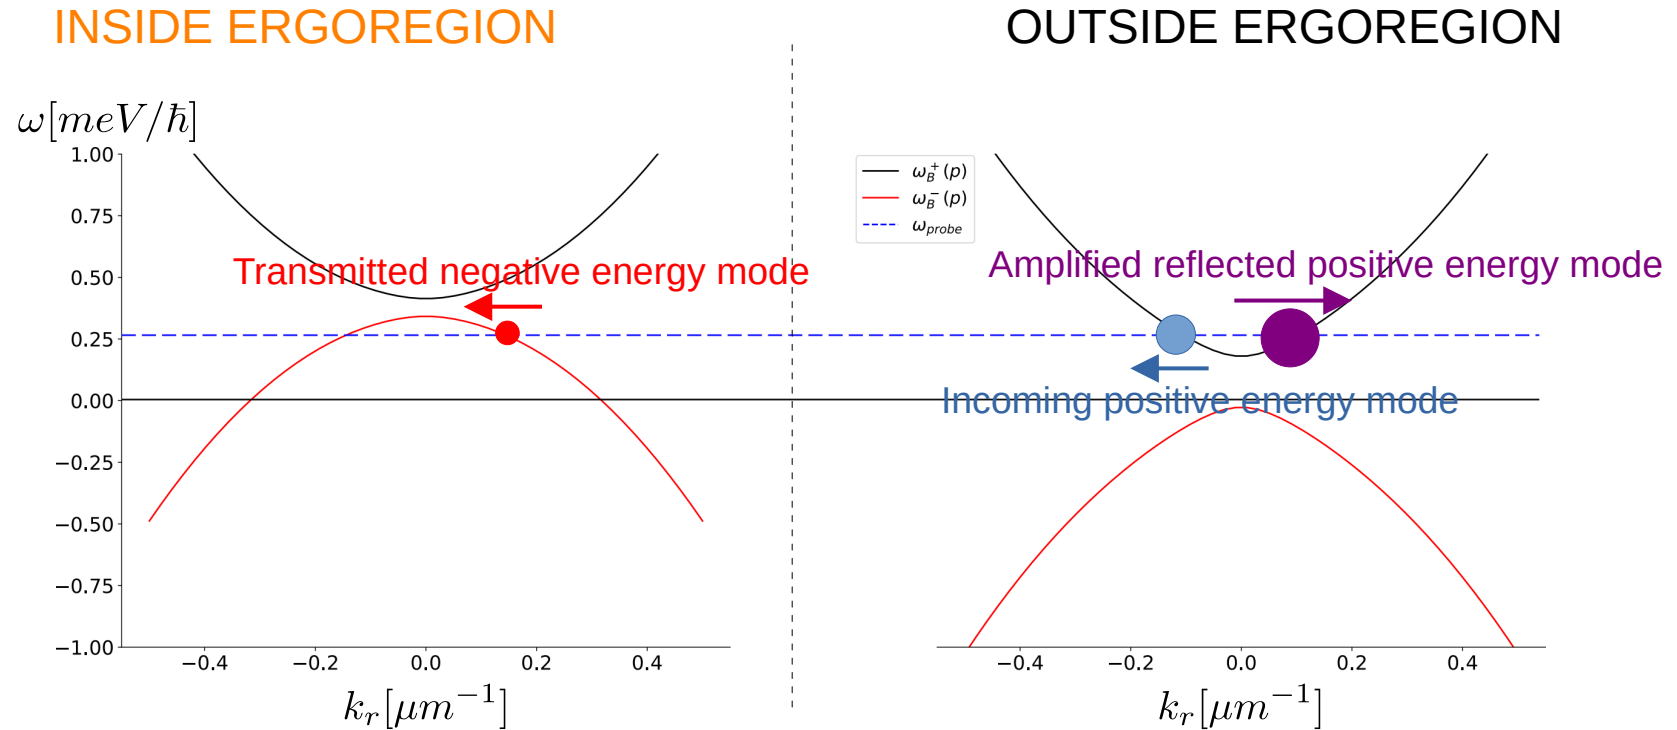 INSIDE ERGOREGION
OUTSIDE ERGOREGION
ω[meV/ħ]
1.00
0.75
0.50
0.25
0.00
−0.25
−0.50
−0.75
−1.00
Transmitted negative energy mode
−0.4 −0.2 0.0 0.2 0.4
k_r[μm⁻¹]
ω_B^+(p)
ω_B^−(p)
ω_probe
Amplified reflected positive energy mode
Incoming positive energy mode
−0.4 −0.2 0.0 0.2 0.4
k_r[μm⁻¹]